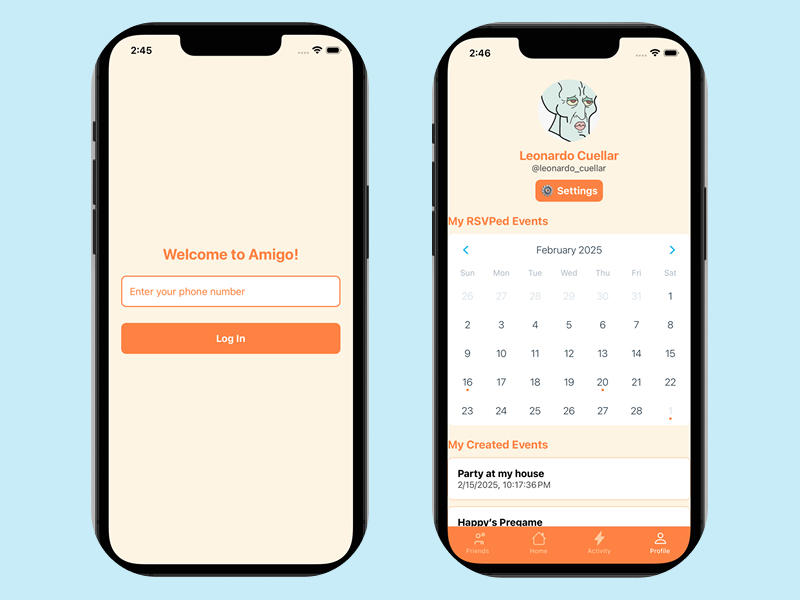 2:45
Welcome to Amigo!
Enter your phone number
Log In
2:46
Leonardo Cuellar
@leonardo_cuellar
Settings
My RSVPed Events
February 2025
Sun Mon Tue Wed Thu Fri Sat
26 27 28 29 30 31 1
2 3 4 5 6 7 8
9 10 11 12 13 14 15
16 17 18 19 20 21 22
23 24 25 26 27 28 1
My Created Events
Party at my house
2/15/2025, 10:17:36 PM
Happy's Pregame
Friends Home Activity Profile